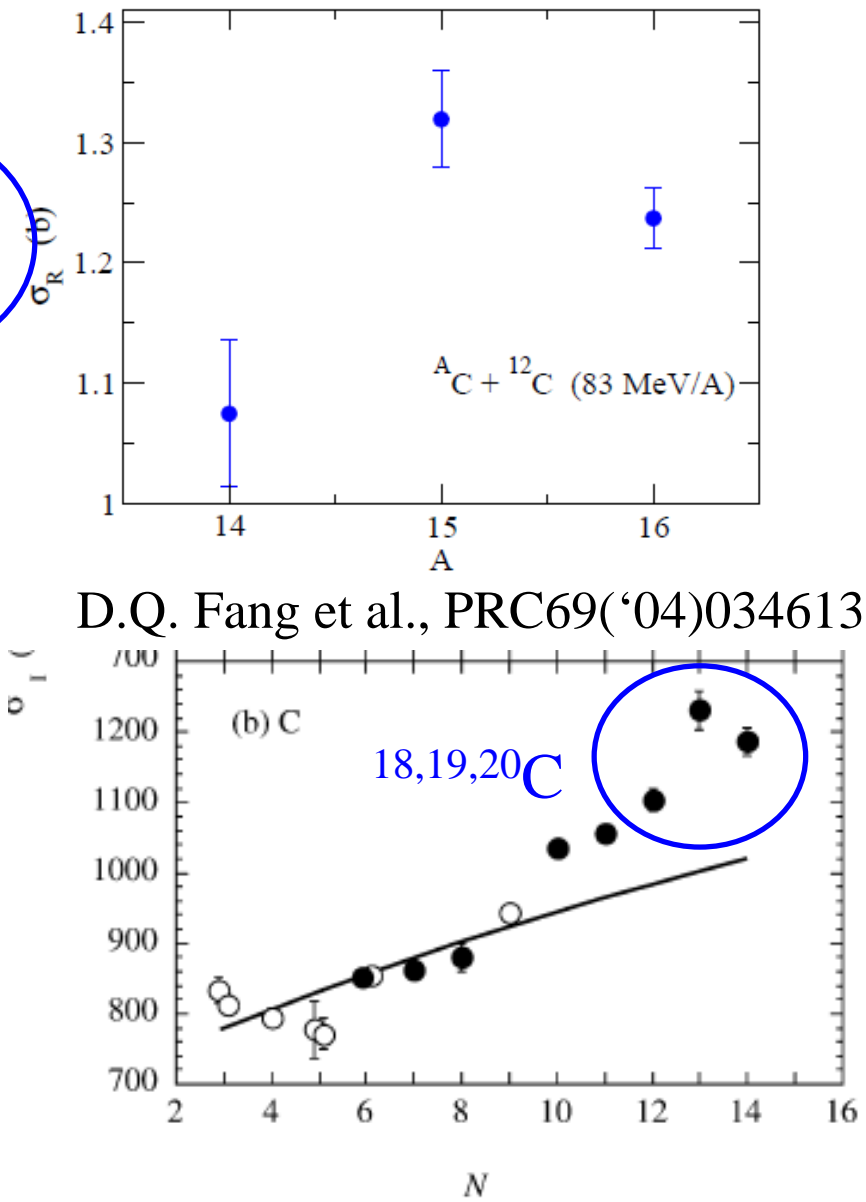 1.4
1.3
σR (b)
1.2
AC + 12C (83 MeV/A)
1.1
1
14 15 16
A
D.Q. Fang et al., PRC69(‘04)034613
700
σI (
1200
(b) C
18,19,20C
1100
1000
900
800
700
2 4 6 8 10 12 14 16
N